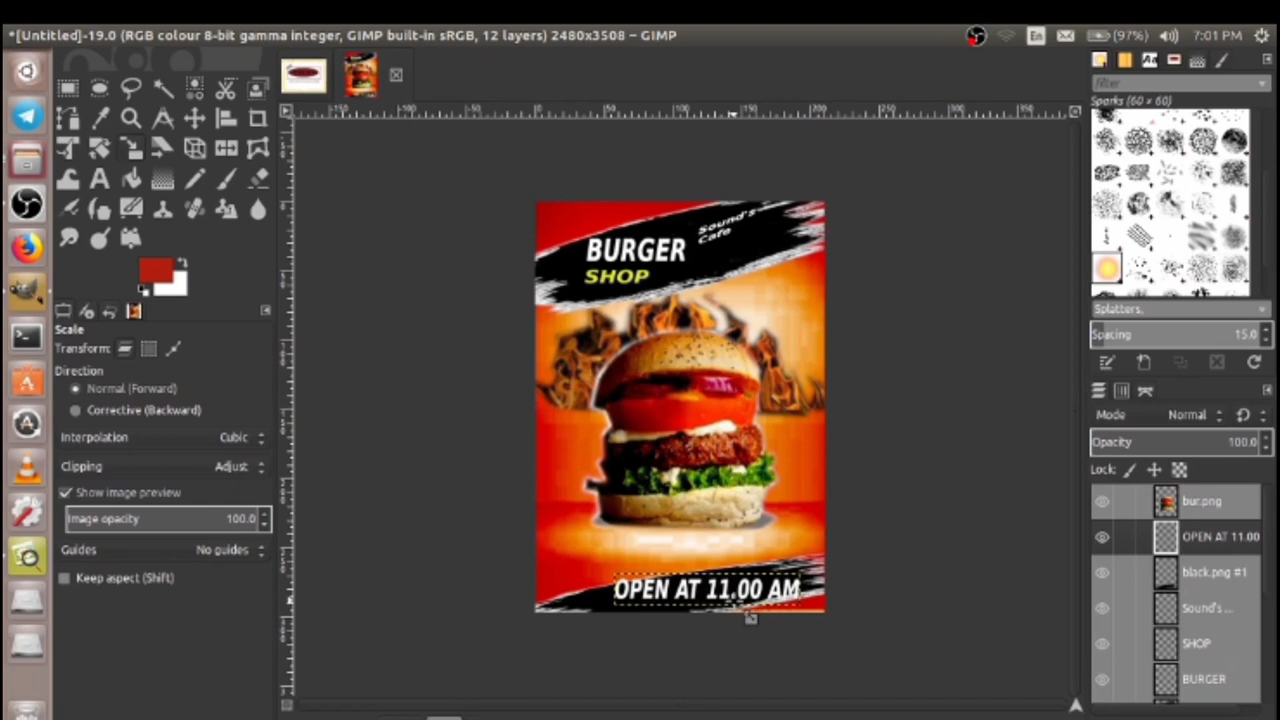 *[Untitled]-19.0 (RGB colour 8-bit gamma integer, GIMP built-in sRGB, 12 layers) 2480x3508 – GIMP
En
(97%)
7:01 PM
filter
Sparks (60 × 60)
BURGER
SHOP
Sound's
Cafe
OPEN AT 11.00 AM
Scale
Transform:
Direction
Normal (Forward)
Corrective (Backward)
Interpolation Cubic
Clipping Adjust
Show image preview
Image opacity 100.0
Guides No guides
Keep aspect (Shift)
Splatters,
Spacing 15.0
Mode Normal
Opacity 100.0
Lock:
bur.png
OPEN AT 11.00
black.png #1
Sound's ...
SHOP
BURGER